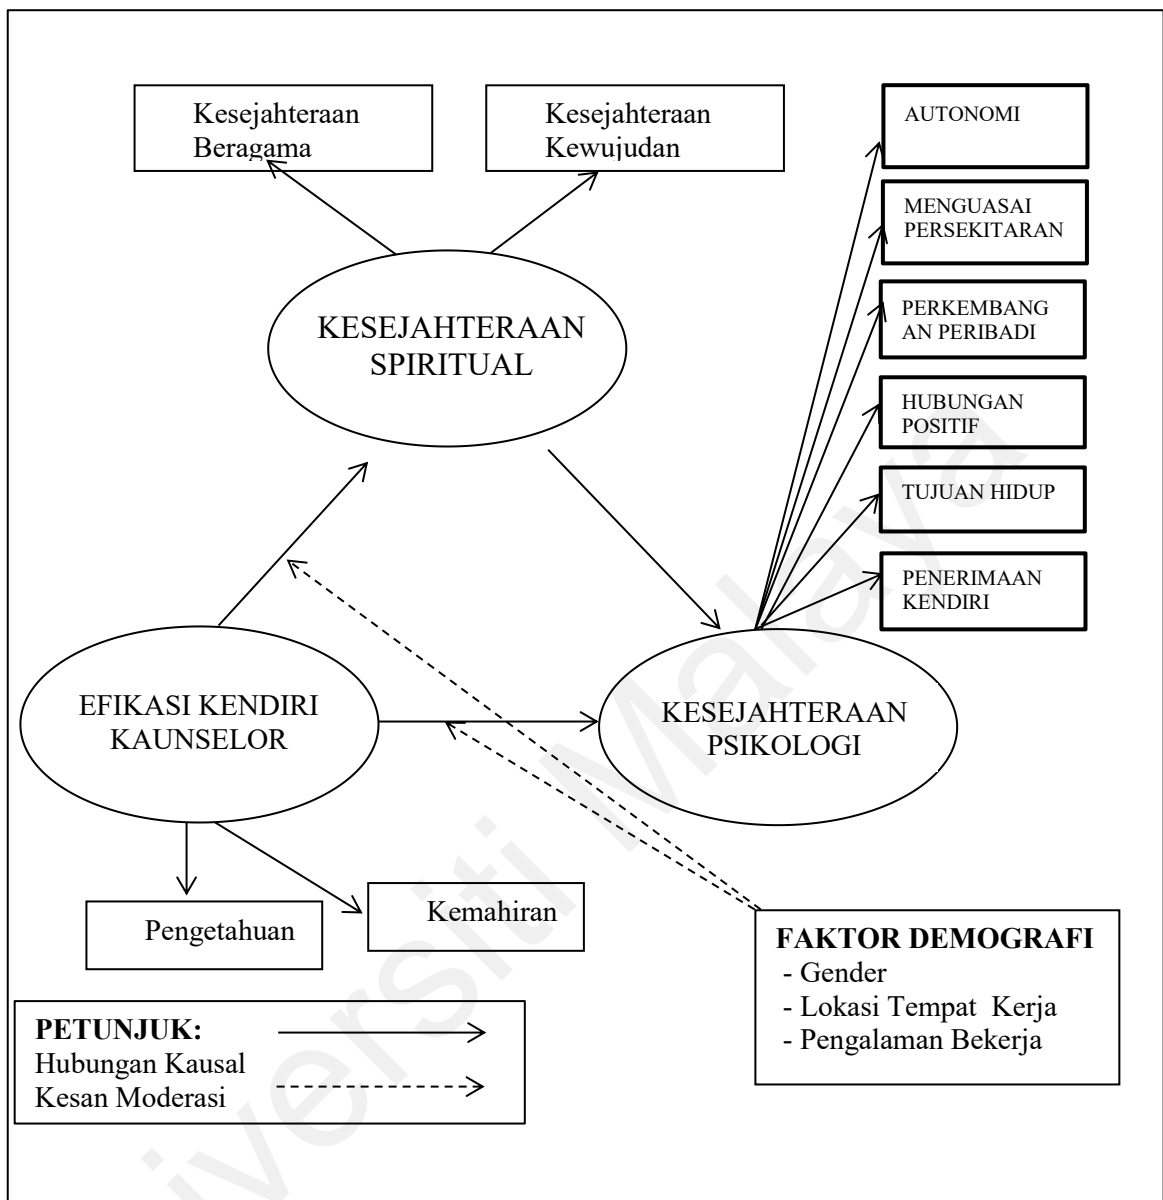 Kesejahteraan
Beragama
Kesejahteraan
Kewujudan
AUTONOMI
MENGUASAI
PERSEKITARAN
PERKEMBANG
AN PERIBADI
HUBUNGAN
POSITIF
TUJUAN HIDUP
PENERIMAAN
KENDIRI
KESEJAHTERAAN
SPIRITUAL
EFIKASI KENDIRI
KAUNSELOR
KESEJAHTERAAN
PSIKOLOGI
Pengetahuan
Kemahiran
FAKTOR DEMOGRAFI
- Gender
- Lokasi Tempat Kerja
- Pengalaman Bekerja
PETUNJUK:
Hubungan Kausal
Kesan Moderasi
iversiti Malaya